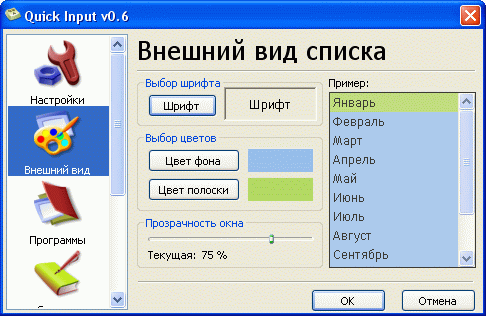 Quick Input v0.6
Настройки
Внешний вид
Программы
Внешний вид списка
Выбор шрифта
Шрифт
Шрифт
Выбор цветов
Цвет фона
Цвет полоски
Прозрачность окна
Текущая: 75 %
Пример:
Январь
Февраль
Март
Апрель
Май
Июнь
Июль
Август
Сентябрь
OK
Отмена